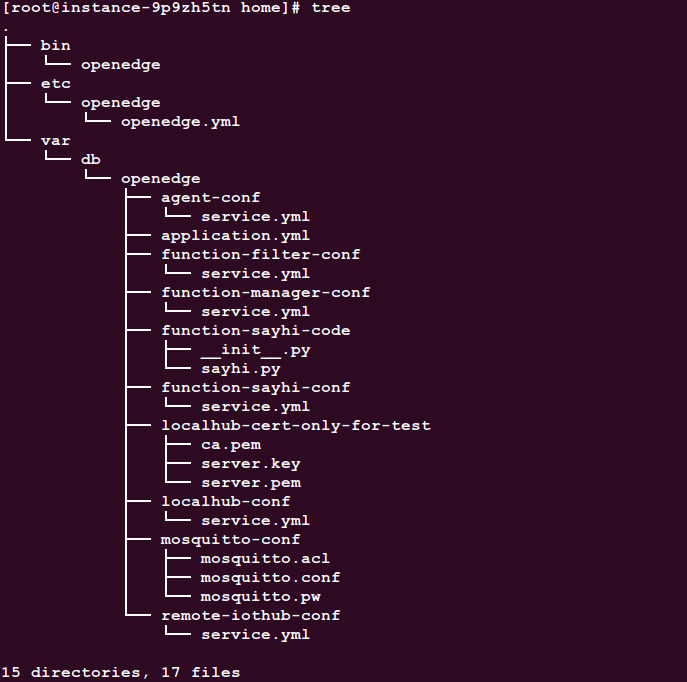 [root@instance-9p9zh5tn home]# tree
.
├── bin
│   └── openedge
├── etc
│   └── openedge
│       └── openedge.yml
└── var
    └── db
        └── openedge
            ├── agent-conf
            │   └── service.yml
            ├── application.yml
            ├── function-filter-conf
            │   └── service.yml
            ├── function-manager-conf
            │   └── service.yml
            ├── function-sayhi-code
            │   ├── __init__.py
            │   └── sayhi.py
            ├── function-sayhi-conf
            │   └── service.yml
            ├── localhub-cert-only-for-test
            │   ├── ca.pem
            │   ├── server.key
            │   └── server.pem
            ├── localhub-conf
            │   └── service.yml
            ├── mosquitto-conf
            │   ├── mosquitto.acl
            │   ├── mosquitto.conf
            │   └── mosquitto.pw
            └── remote-iothub-conf
                └── service.yml
15 directories, 17 files